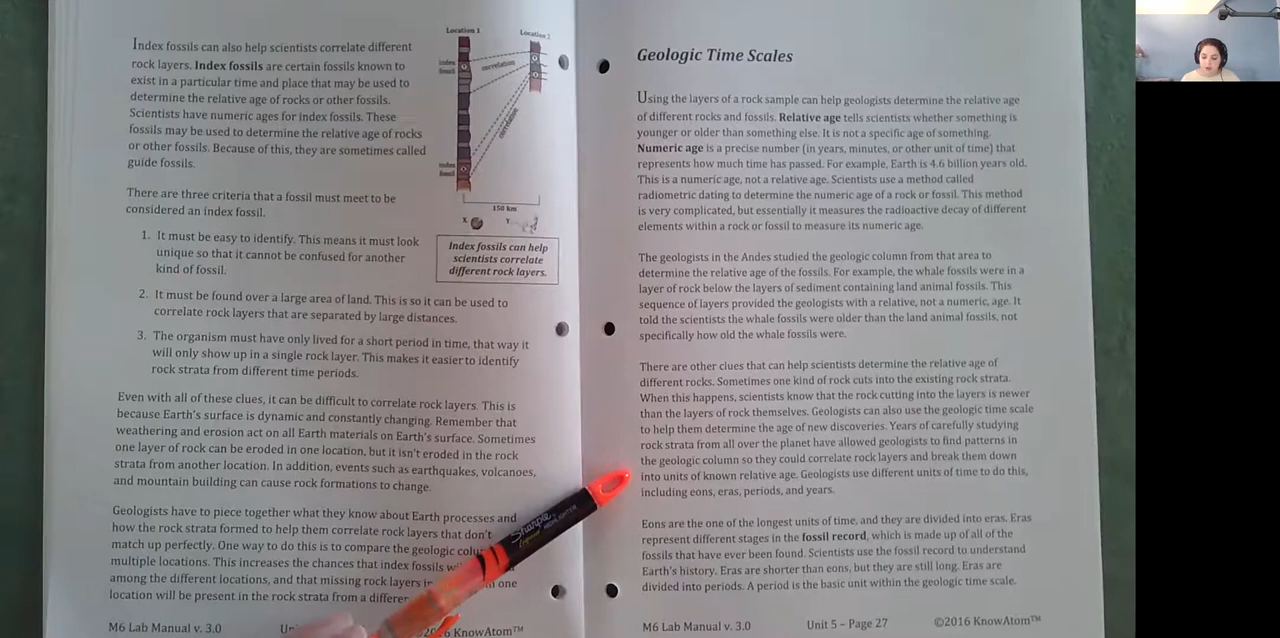 Index fossils can also help scientists correlate different
rock layers. Index fossils are certain fossils known to
exist in a particular time and place that may be used to
determine the relative age of rocks or other fossils.
Scientists have numeric ages for index fossils. These
fossils may be used to determine the relative age of rocks
or other fossils. Because of this, they are sometimes called
guide fossils.
There are three criteria that a fossil must meet to be
considered an index fossil.
1. It must be easy to identify. This means it must look
unique so that it cannot be confused for another
kind of fossil.
2. It must be found over a large area of land. This is so it can be used to
correlate rock layers that are separated by large distances.
3. The organism must have only lived for a short period in time, that way it
will only show up in a single rock layer. This makes it easier to identify
rock strata from different time periods.
Even with all of these clues, it can be difficult to correlate rock layers. This is
because Earth's surface is dynamic and constantly changing. Remember that
weathering and erosion act on all Earth materials on Earth's surface. Sometimes
one layer of rock can be eroded in one location, but it isn't eroded in the rock
strata from another location. In addition, events such as earthquakes, volcanoes,
and mountain building can cause rock formations to change.
Geologists have to piece together what they know about Earth processes and
how the rock strata formed to help them correlate rock layers that don't
match up perfectly. One way to do this is to compare the geologic
multiple locations. This increases the chances that index fossils
among the different locations, and that missing rock layers one
location will be present in the rock strata from a
M6 Lab Manual v. 3.0
KnowAtom™
Location 1
Location 2
index
fossil
correlation
correlation
index
fossil
150 km
X
Y
Index fossils can help
scientists correlate
different rock layers.
Geologic Time Scales
Using the layers of a rock sample can help geologists determine the relative age
of different rocks and fossils. Relative age tells scientists whether something is
younger or older than something else. It is not a specific age of something.
Numeric age is a precise number (in years, minutes, or other unit of time) that
represents how much time has passed. For example, Earth is 4.6 billion years old.
This is a numeric age, not a relative age. Scientists use a method called
radiometric dating to determine the numeric age of a rock or fossil. This method
is very complicated, but essentially it measures the radioactive decay of different
elements within a rock or fossil to measure its numeric age.
The geologists in the Andes studied the geologic column from that area to
determine the relative age of the fossils. For example, the whale fossils were in a
layer of rock below the layers of sediment containing land animal fossils. This
sequence of layers provided the geologists with a relative, not a numeric, age. It
told the scientists the whale fossils were older than the land animal fossils, not
specifically how old the whale fossils were.
There are other clues that can help scientists determine the relative age of
different rocks. Sometimes one kind of rock cuts into the existing rock strata.
When this happens, scientists know that the rock cutting into the layers is newer
than the layers of rock themselves. Geologists can also use the geologic time scale
to help them determine the age of new discoveries. Years of carefully studying
rock strata from all over the planet have allowed geologists to find patterns in
the geologic column so they could correlate rock layers and break them down
into units of known relative age. Geologists use different units of time to do this,
including eons, eras, periods, and years.
Eons are the one of the longest units of time, and they are divided into eras. Eras
represent different stages in the fossil record, which is made up of all of the
fossils that have ever been found. Scientists use the fossil record to understand
Earth's history. Eras are shorter than eons, but they are still long. Eras are
divided into periods. A period is the basic unit within the geologic time scale.
M6 Lab Manual v. 3.0
Unit 5 – Page 27
©2016 KnowAtom™
Sharpie
HIGHLIGHTER